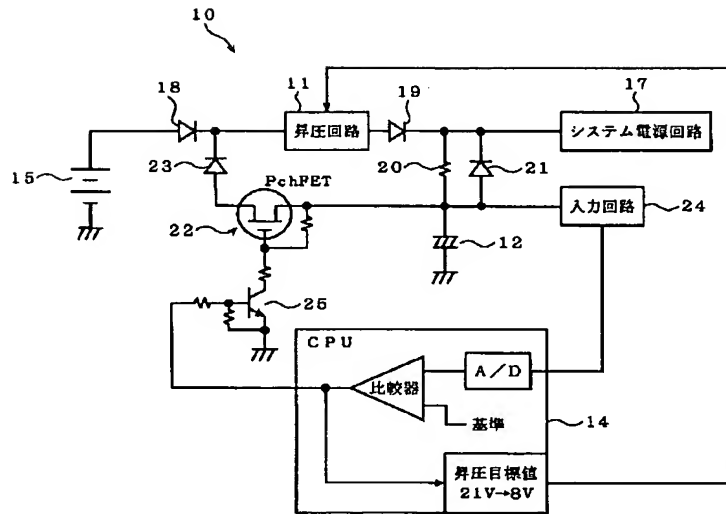 10
18
11
19
17
昇圧回路
システム電源回路
23
20
21
15
PchFET
入力回路
24
22
12
25
CPU
比較器
A/D
基準
14
昇圧目標値
21V→8V